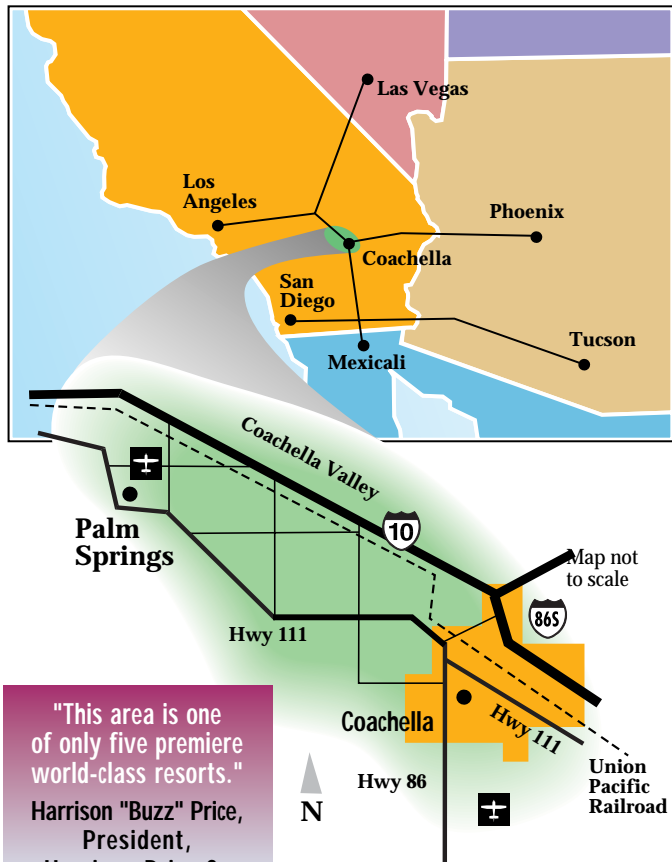 Las Vegas
Los
Angeles
Phoenix
Coachella
San
Diego
Mexicali
Tucson
Coachella Valley
10
Palm
Springs
Map not
to scale
86S
Hwy 111
"This area is one
of only five premiere
world-class resorts."
Harrison "Buzz" Price,
President,
Coachella
Hwy 111
Hwy 86
N
Union
Pacific
Railroad